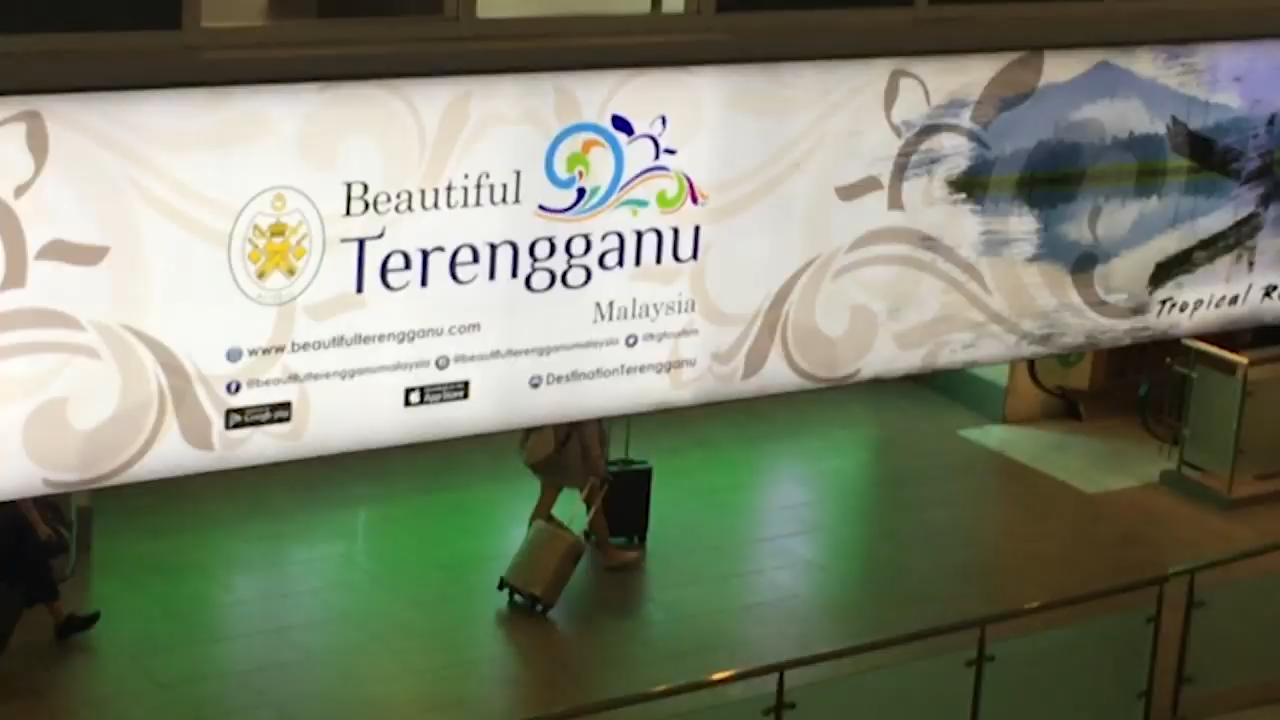 Beautiful
Terengganu
Malaysia
www.beautifulterengganu.com
@beautifulterengganumalaysia @beautifulterengganumalaysia
DestinationTerengganu
Google play
App Store
Tropical